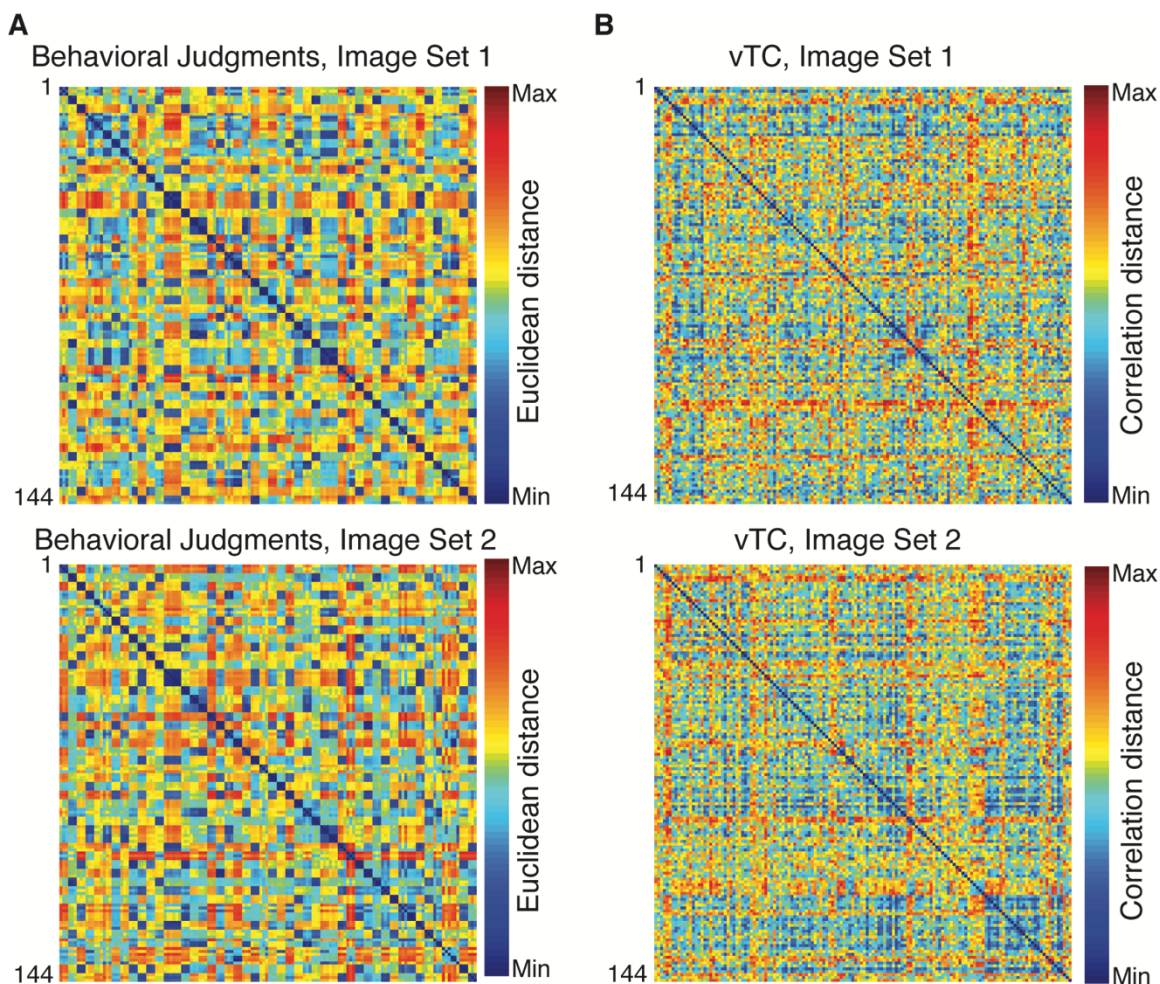 A
Behavioral Judgments, Image Set 1
1
144
Max
Euclidean distance
Min
Behavioral Judgments, Image Set 2
1
144
Max
Euclidean distance
Min
B
vTC, Image Set 1
1
144
Max
Correlation distance
Min
vTC, Image Set 2
1
144
Max
Correlation distance
Min